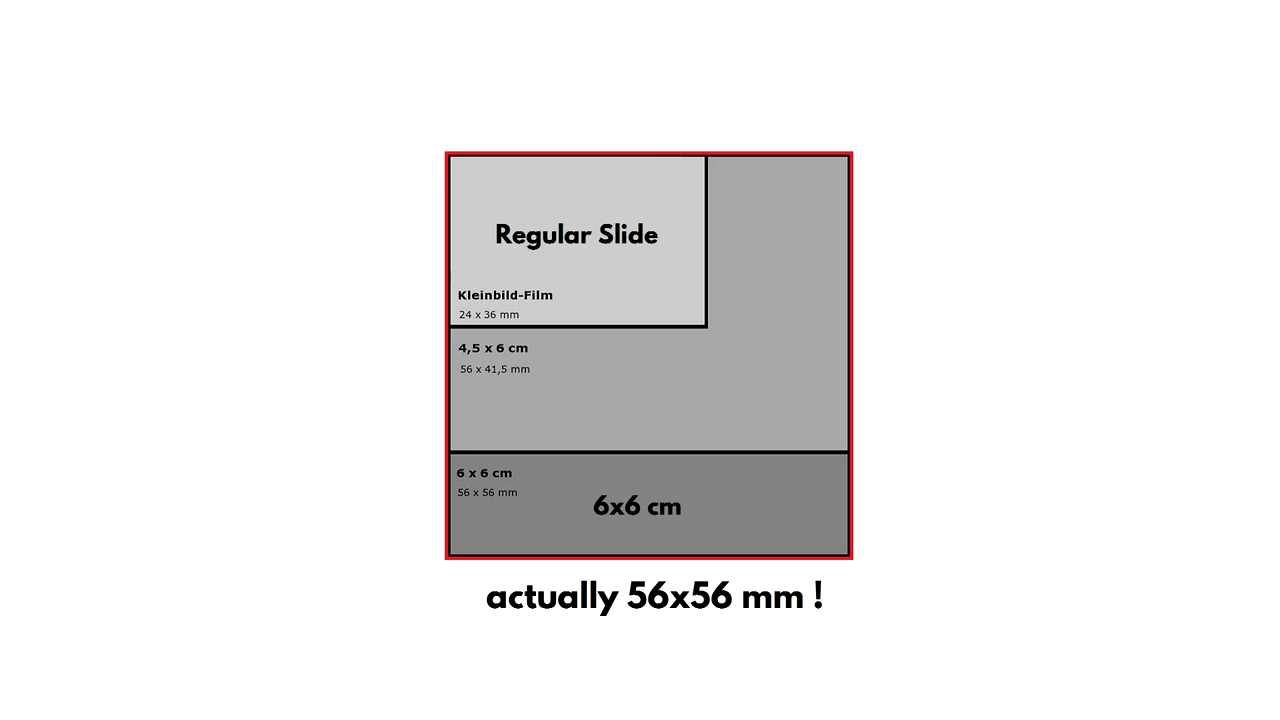 Regular Slide
Kleinbild-Film
24 x 36 mm
4,5 x 6 cm
56 x 41,5 mm
6 x 6 cm
56 x 56 mm
6x6 cm
actually 56x56 mm !